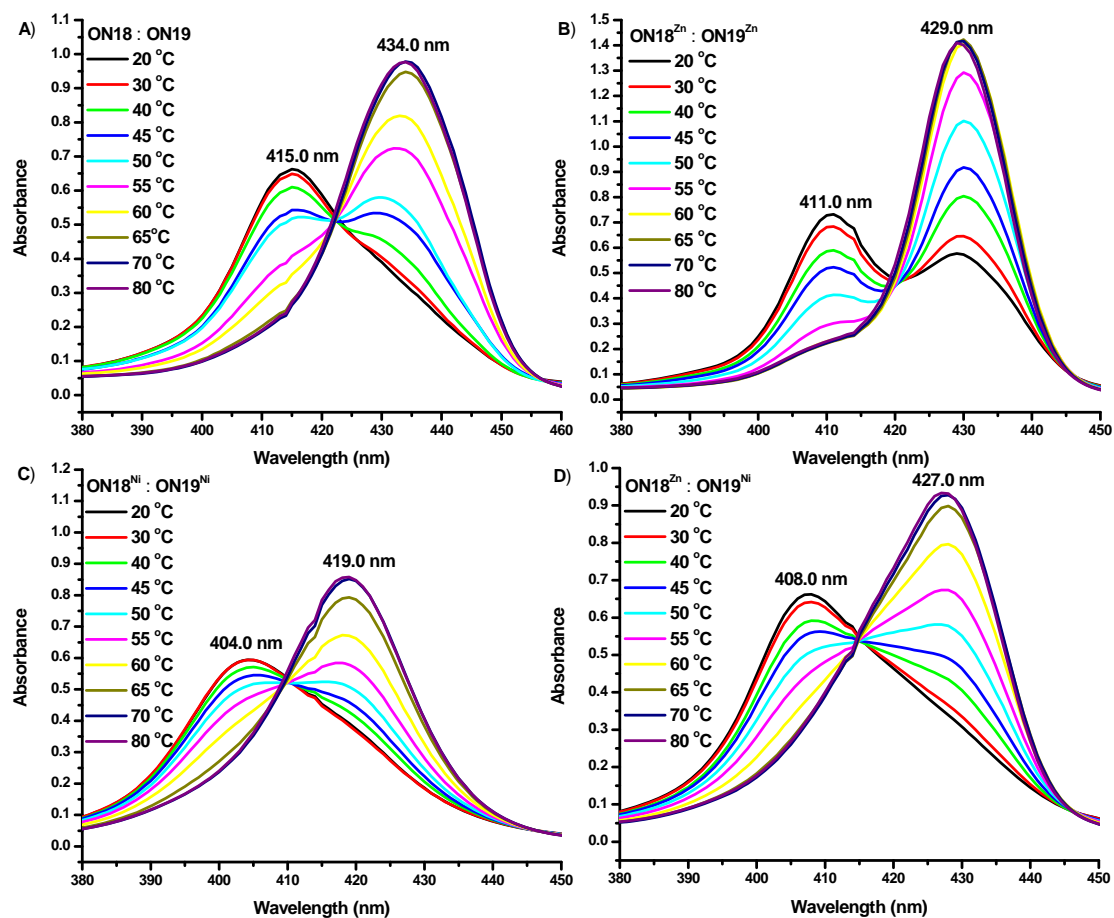 A)
ON18 : ON19
20 °C
30 °C
40 °C
45 °C
50 °C
55 °C
60 °C
65°C
70 °C
80 °C
415.0 nm
434.0 nm
1.1
1.0
0.9
0.8
0.7
0.6
0.5
0.4
0.3
0.2
0.1
0.0
Absorbance
380 390 400 410 420 430 440 450 460
Wavelength (nm)
B)
ON18Zn : ON19Zn
20 °C
30 °C
40 °C
45 °C
50 °C
55 °C
60 °C
65 °C
70 °C
80 °C
411.0 nm
429.0 nm
1.5
1.4
1.2
1.1
0.9
0.8
0.7
0.6
0.4
0.3
0.1
0.0
Absorbance
380 390 400 410 420 430 440 450
Wavelength (nm)
C)
ON18Ni : ON19Ni
20 °C
30 °C
40 °C
45 °C
50 °C
55 °C
60 °C
65 °C
70 °C
80 °C
404.0 nm
419.0 nm
1.2
1.1
1.0
0.9
0.8
0.7
0.6
0.5
0.4
0.3
0.2
0.1
0.0
Absorbance
380 390 400 410 420 430 440 450
Wavelength (nm)
D)
ON18Zn : ON19Ni
20 °C
30 °C
40 °C
45 °C
50 °C
55 °C
60 °C
65 °C
70 °C
80 °C
408.0 nm
427.0 nm
1.0
0.9
0.8
0.7
0.6
0.5
0.4
0.3
0.2
0.1
0.0
Absorbance
380 390 400 410 420 430 440 450
Wavelength (nm)